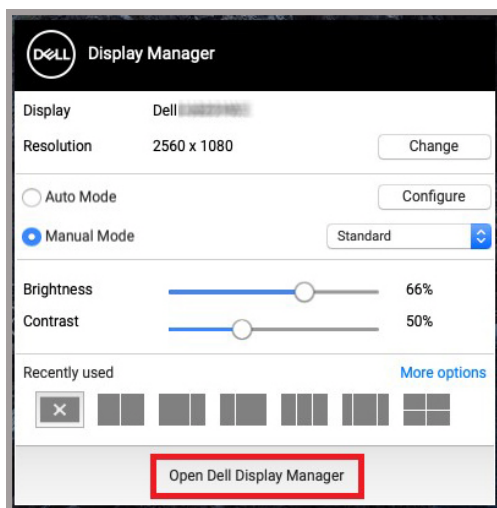 DELL Display Manager
Display Dell
Resolution 2560 x 1080 Change
Auto Mode Configure
Manual Mode Standard
Brightness 66%
Contrast 50%
Recently used More options
Open Dell Display Manager